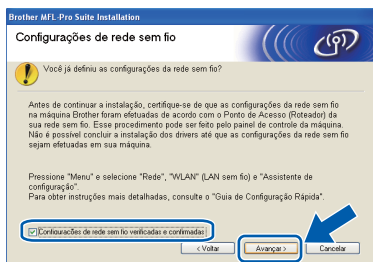 Brother MFL-Pro Suite Installation
Configurações de rede sem fio
Você já definiu as configurações da rede sem fio?
Antes de continuar a instalação, certifique-se de que as configurações da rede sem fio
na máquina Brother foram efetuadas de acordo com o Ponto de Acesso (Roteador) da
sua rede sem fio. Esse procedimento pode ser feito pelo painel de controle da máquina.
Não é possível concluir a instalação dos drivers até que as configurações da rede sem fio
sejam efetuadas em sua máquina.
Pressione "Menu" e selecione "Rede", "WLAN" (LAN sem fio) e "Assistente de
configuração".
Para obter instruções mais detalhadas, consulte o "Guia de Configuração Rápida".
Configurações de rede sem fio verificadas e confirmadas
< Voltar
Avançar >
Cancelar